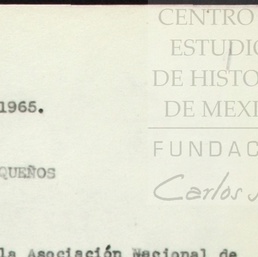 CENTRO
ESTUDIO
DE HISTO
DE MEXI
1965.
FUNDAC
QUEÑOS
Carlos
la Asociación Nacional de